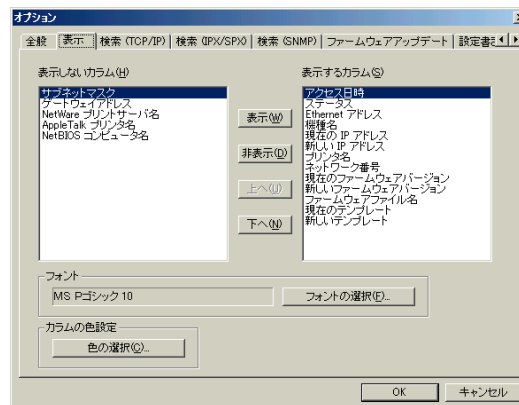 オプション
全般 表示 検索 (TCP/IP) 検索 (IPX/SPX) 検索 (SNMP) ファームウェアアップデート
表示しないカラム(H)
サブネットマスク
ゲートウェイアドレス
NetWare プリントサーバ名
AppleTalk プリンタ名
NetBIOS コンピュータ名
表示(W)
非表示(D)
上へ(U)
下へ(N)
表示するカラム(S)
アクセス日時
ステータス
Ethernet アドレス
機種名
現在の IP アドレス
新しい IP アドレス
プリンタ名
ネットワーク番号
現在のファームウェアバージョン
新しいファームウェアバージョン
ファームウェアファイル名
現在のテンプレート
新しいテンプレート
フォント
MS Pゴシック 10
フォントの選択(F)...
カラムの色設定
色の選択(C)...
OK キャンセル